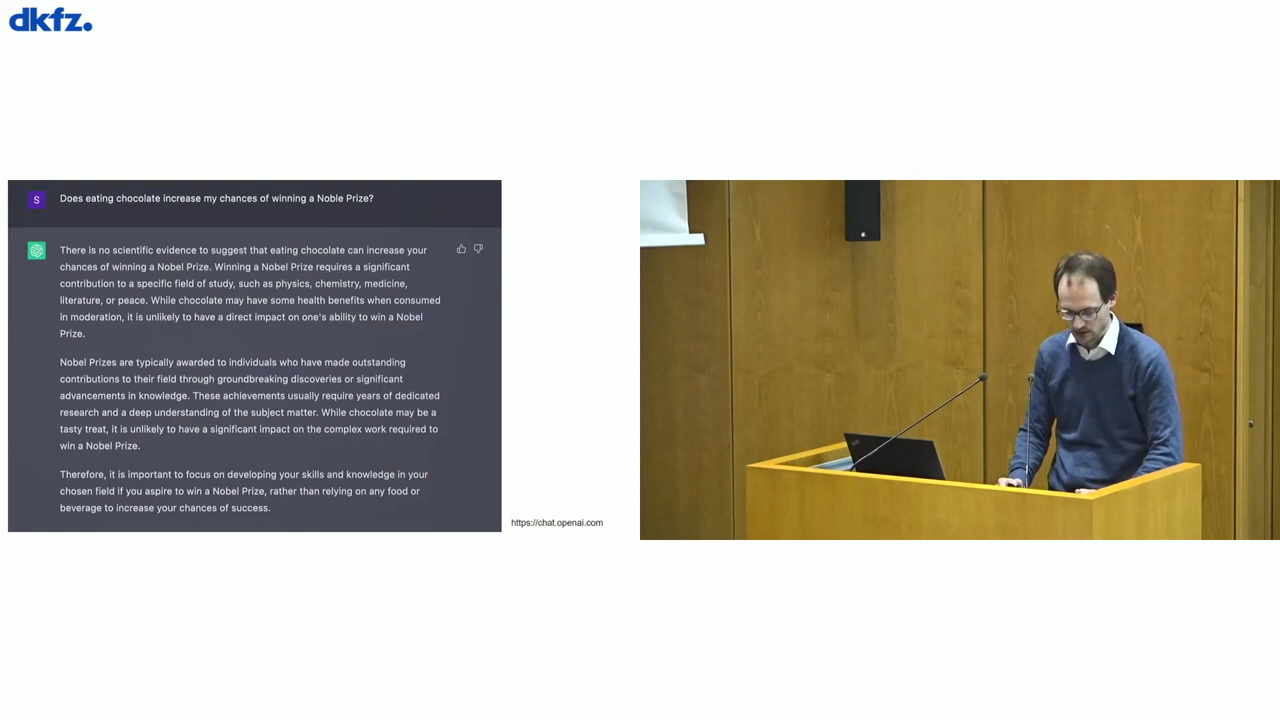 dkfz.
S
Does eating chocolate increase my chances of winning a Noble Prize?
There is no scientific evidence to suggest that eating chocolate can increase your
chances of winning a Nobel Prize. Winning a Nobel Prize requires a significant
contribution to a specific field of study, such as physics, chemistry, medicine,
literature, or peace. While chocolate may have some health benefits when consumed
in moderation, it is unlikely to have a direct impact on one's ability to win a Nobel
Prize.
Nobel Prizes are typically awarded to individuals who have made outstanding
contributions to their field through groundbreaking discoveries or significant
advancements in knowledge. These achievements usually require years of dedicated
research and a deep understanding of the subject matter. While chocolate may be a
tasty treat, it is unlikely to have a significant impact on the complex work required to
win a Nobel Prize.
Therefore, it is important to focus on developing your skills and knowledge in your
chosen field if you aspire to win a Nobel Prize, rather than relying on any food or
beverage to increase your chances of success.
https://chat.openai.com